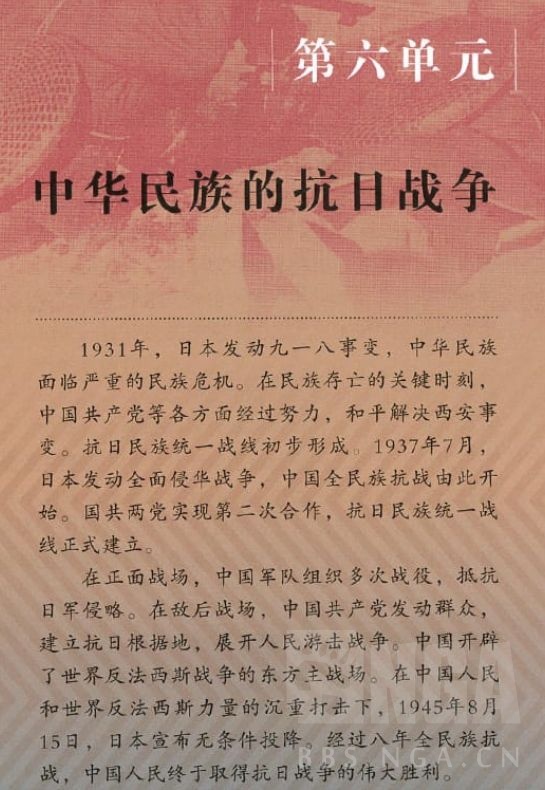 第六单元
中华民族的抗日战争
1931年，日本发动九一八事变，中华民族
面临严重的民族危机。在民族存亡的关键时刻，
中国共产党等各方面经过努力，和平解决西安事
变。抗日民族统一战线初步形成。1937年7月，
日本发动全面侵华战争，中国全民族抗战由此开
始。国共两党实现第二次合作，抗日民族统一战
线正式建立。
在正面战场，中国军队组织多次战役，抵抗
日军侵略。在敌后战场，中国共产党发动群众，
建立抗日根据地，展开人民游击战争。中国开辟
了世界反法西斯战争的东方主战场。在中国人民
和世界反法西斯力量的沉重打击下，1945年8月
15日，日本宣布无条件投降。经过八年全民族抗
战，中国人民终于取得抗日战争的伟大胜利。
NGA
BBS.NGA.CN